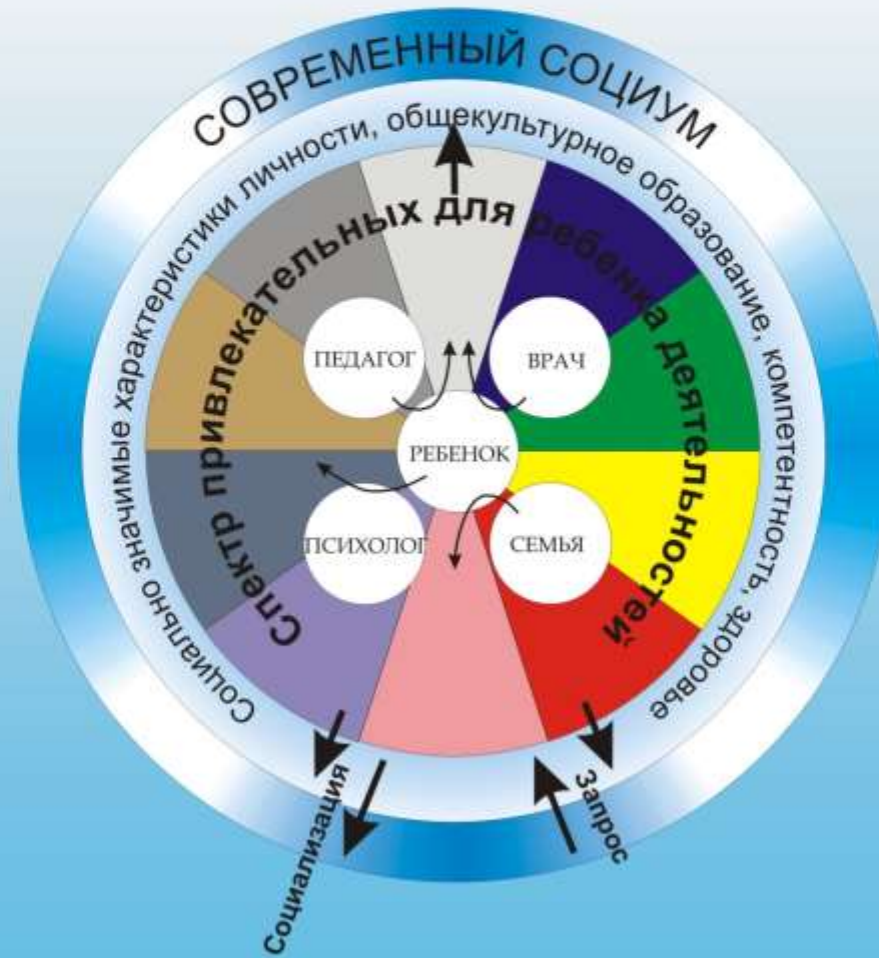 СОВРЕМЕННЫЙ СОЦИУМ
Социально значимые характеристики личности, общекультурное образование, компетентность, здоровье
Спектр привлекательных для ребенка деятельностей
ПЕДАГОГ
ВРАЧ
РЕБЕНОК
ПСИХОЛОГ
СЕМЬЯ
Социализация
Запрос